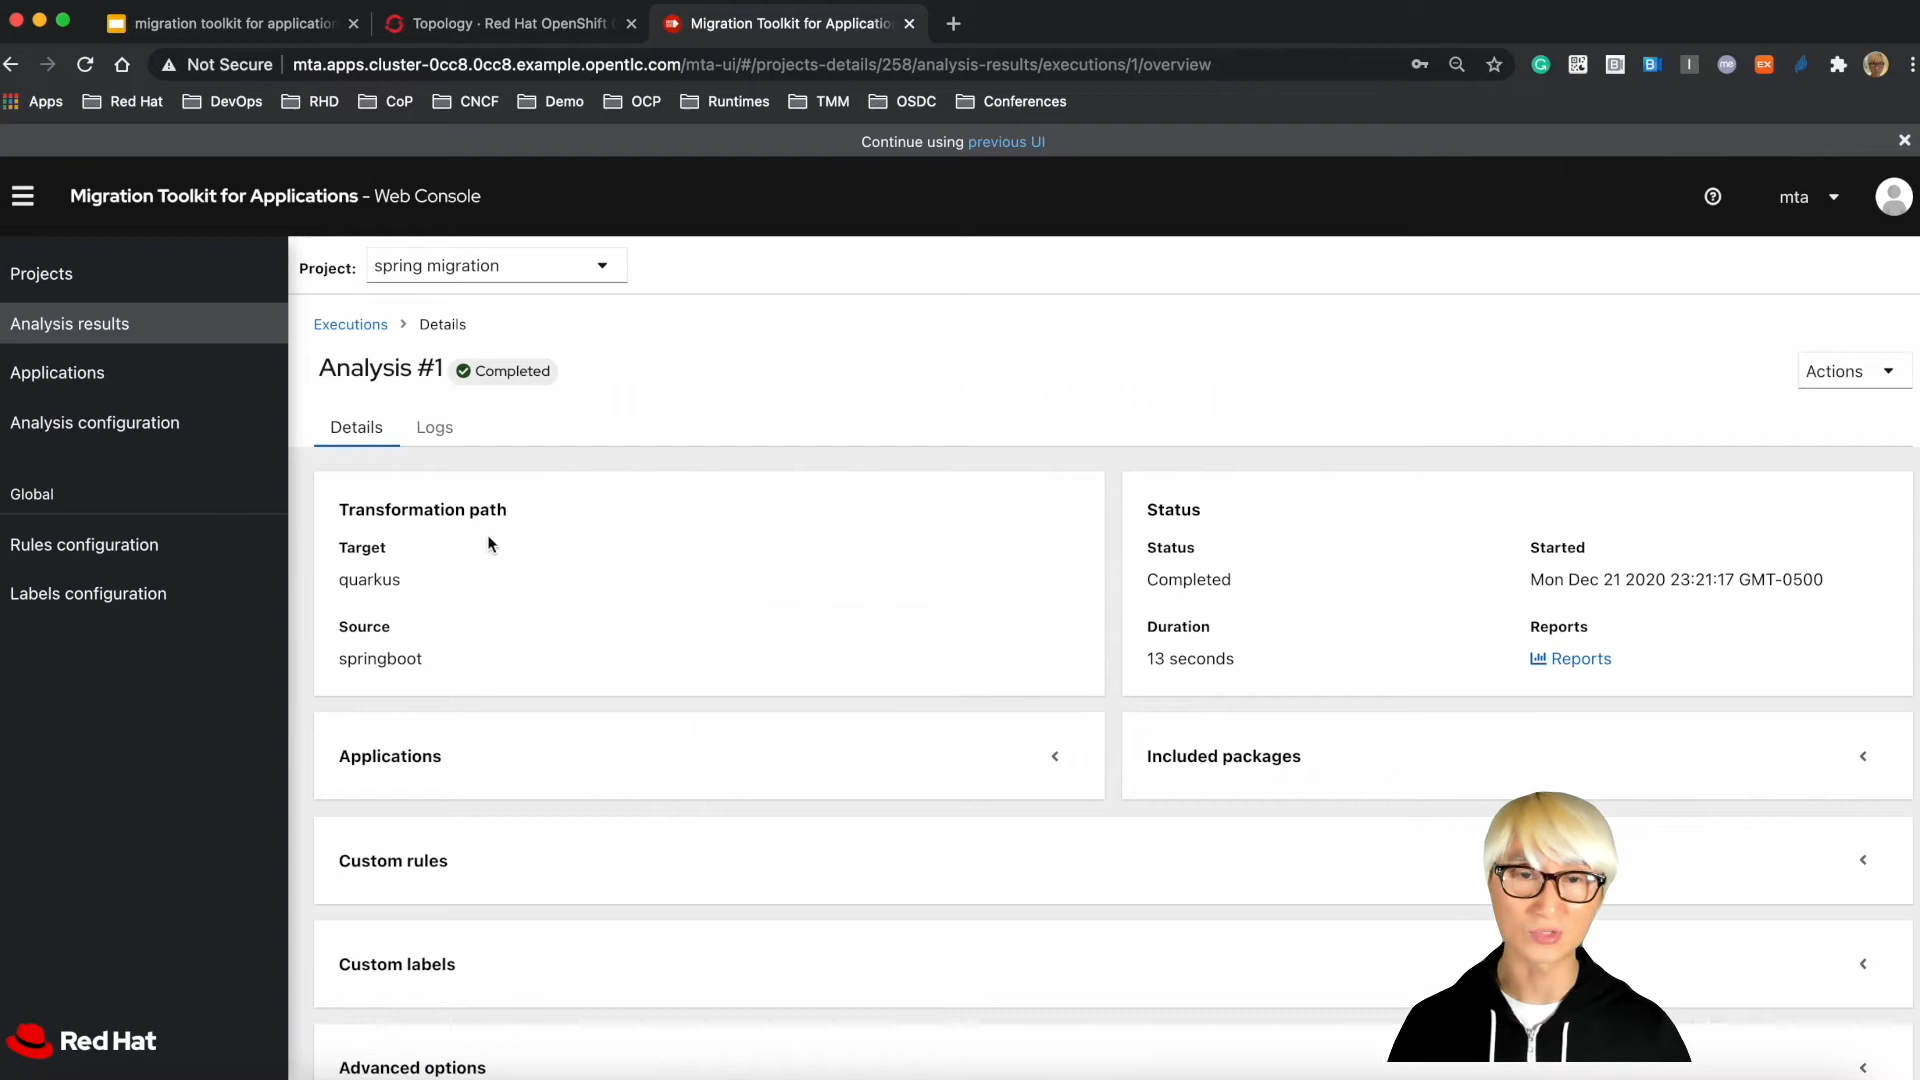 migration toolkit for application
Topology · Red Hat OpenShift
Migration Toolkit for Applicatio
Not Secure
mta.apps.cluster-0cc8.0cc8.example.opentlc.com/mta-ui/#/projects-details/258/analysis-results/executions/1/overview
Apps
Red Hat
DevOps
RHD
CoP
CNCF
Demo
OCP
Runtimes
TMM
OSDC
Conferences
Continue using previous UI
Migration Toolkit for Applications - Web Console
mta
Projects
Analysis results
Applications
Analysis configuration
Global
Rules configuration
Labels configuration
Project:
spring migration
Executions
Details
Analysis #1
Completed
Actions
Details
Logs
Transformation path
Target
quarkus
Source
springboot
Status
Status
Completed
Started
Mon Dec 21 2020 23:21:17 GMT-0500
Duration
13 seconds
Reports
Reports
Applications
Included packages
Custom rules
Custom labels
Advanced options
Red Hat